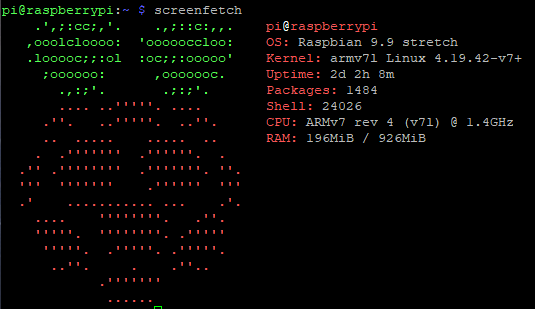 pi@raspberrypi:~ $ screenfetch
pi@raspberrypi
OS: Raspbian 9.9 stretch
Kernel: armv7l Linux 4.19.42-v7+
Uptime: 2d 2h 8m
Packages: 1484
Shell: 24026
CPU: ARMv7 rev 4 (v7l) @ 1.4GHz
RAM: 196MiB / 926MiB